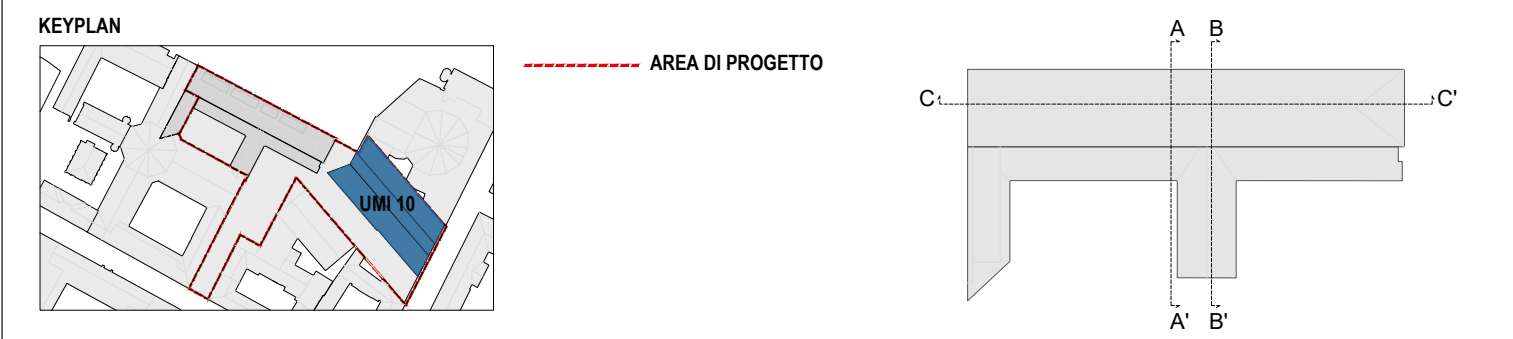 KEYPLAN
UMI 10
AREA DI PROGETTO
A B
C C'
A' B'